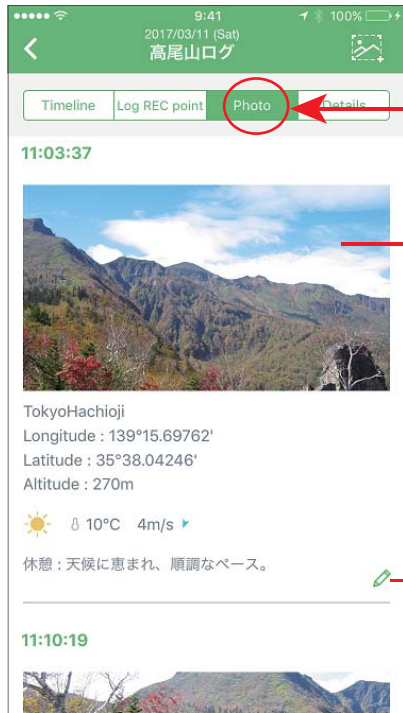 9:41
100%
2017/03/11 (Sat)
高尾山ログ
Timeline Log REC point Photo Details
11:03:37
TokyoHachioji
Longitude : 139°15.69762'
Latitude : 35°38.04246'
Altitude : 270m
10°C 4m/s
休憩 : 天候に恵まれ、順調なペース。
11:10:19